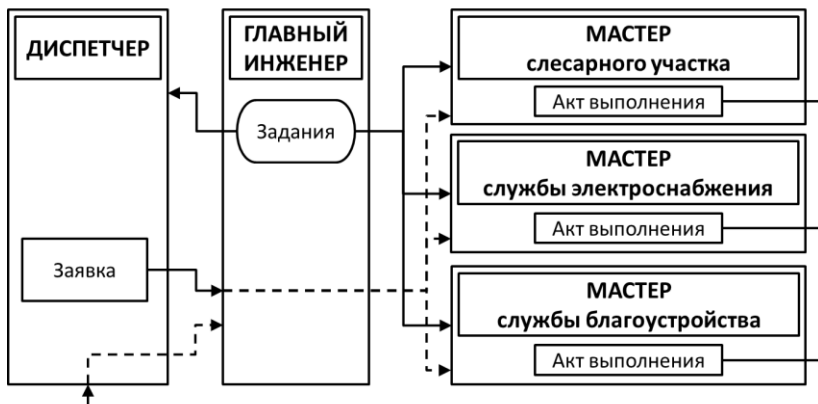 ДИСПЕТЧЕР
ГЛАВНЫЙ
ИНЖЕНЕР
МАСТЕР
слесарного участка
Акт выполнения
Задания
МАСТЕР
службы электроснабжения
Акт выполнения
Заявка
МАСТЕР
службы благоустройства
Акт выполнения